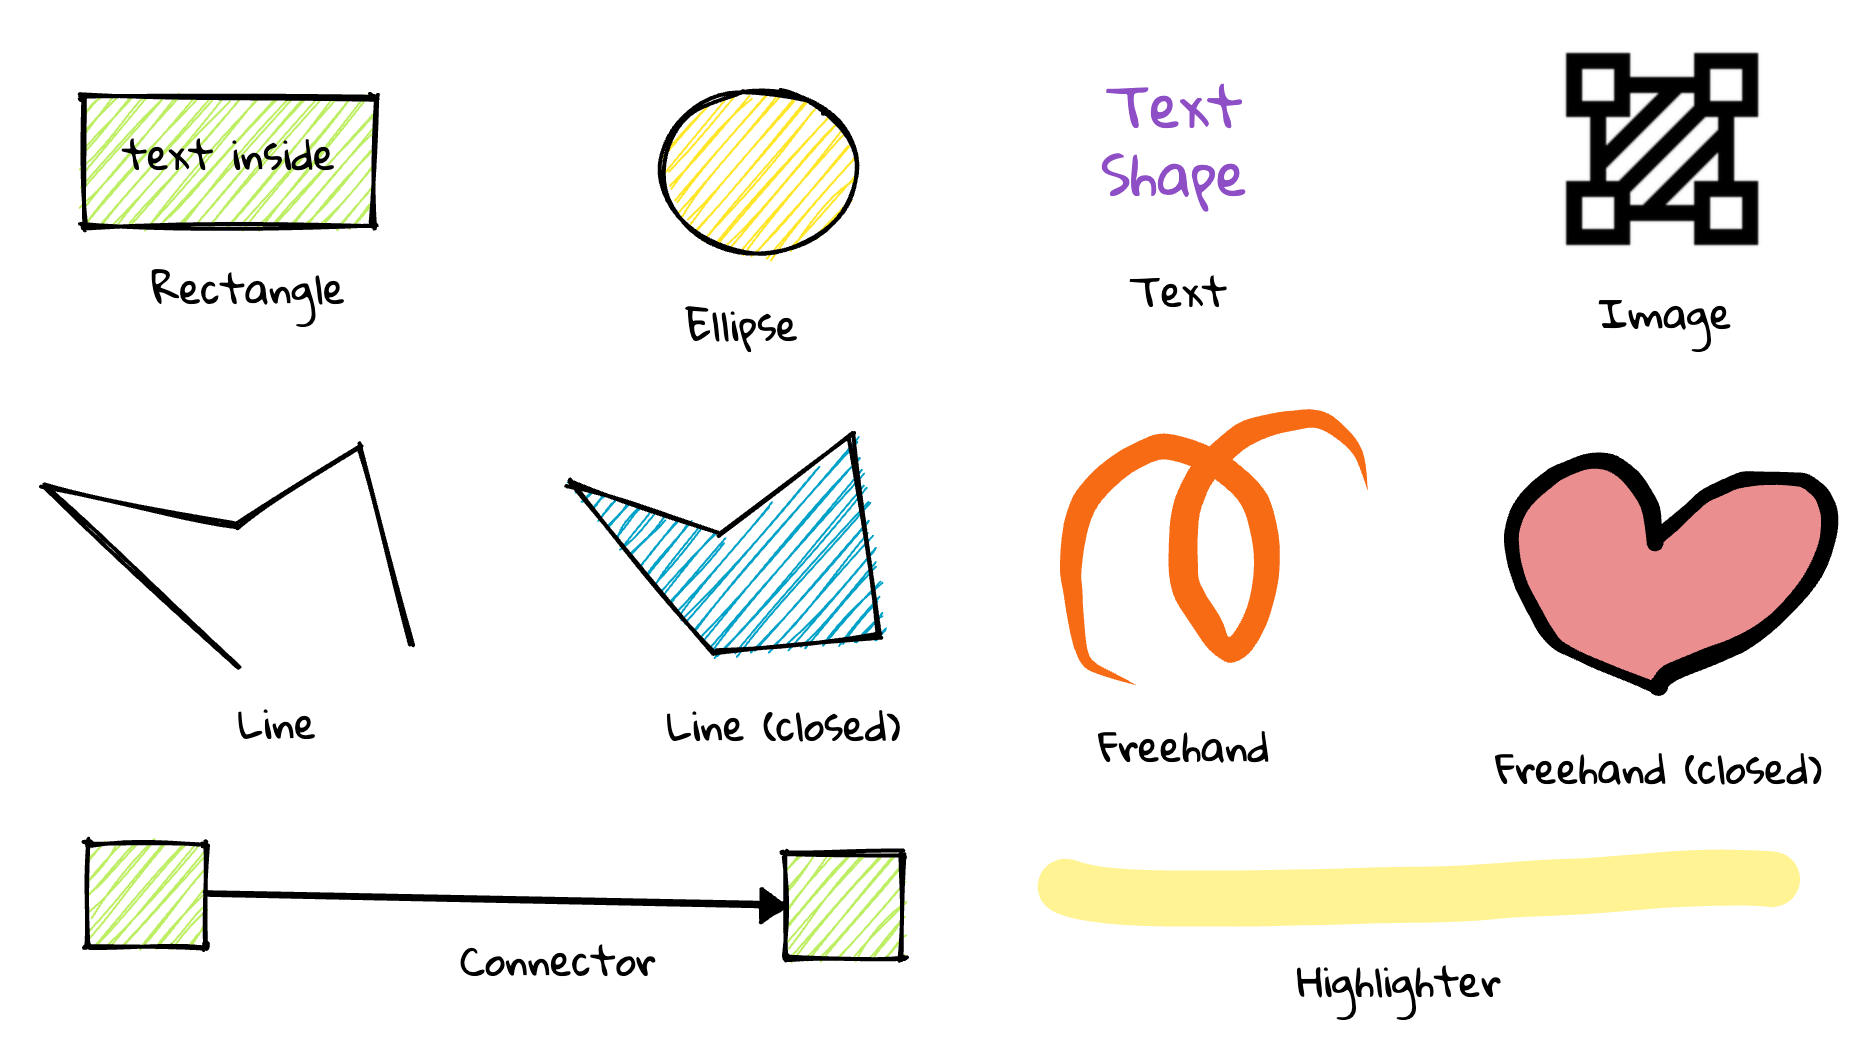 text inside
Rectangle
Ellipse
Text
Shape
Text
Image
Line
Line (closed)
Freehand
Freehand (closed)
Connector
Highlighter